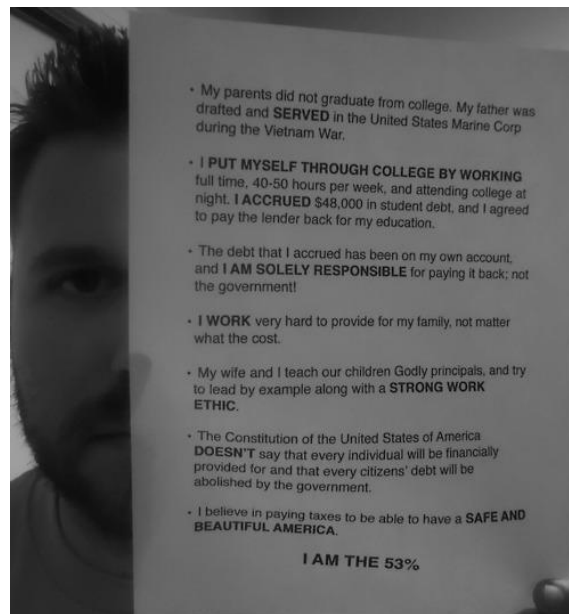 • My parents did not graduate from college. My father was
drafted and SERVED in the United States Marine Corp
during the Vietnam War.
• I PUT MYSELF THROUGH COLLEGE BY WORKING
full time, 40-50 hours per week, and attending college at
night. I ACCRUED $48,000 in student debt, and I agreed
to pay the lender back for my education.
• The debt that I accrued has been on my own account,
and I AM SOLELY RESPONSIBLE for paying it back; not
the government!
• I WORK very hard to provide for my family, not matter
what the cost.
• My wife and I teach our children Godly principals, and try
to lead by example along with a STRONG WORK
ETHIC.
• The Constitution of the United States of America
DOESN'T say that every individual will be financially
provided for and that every citizens' debt will be
abolished by the government.
• I believe in paying taxes to be able to have a SAFE AND
BEAUTIFUL AMERICA.
I AM THE 53%